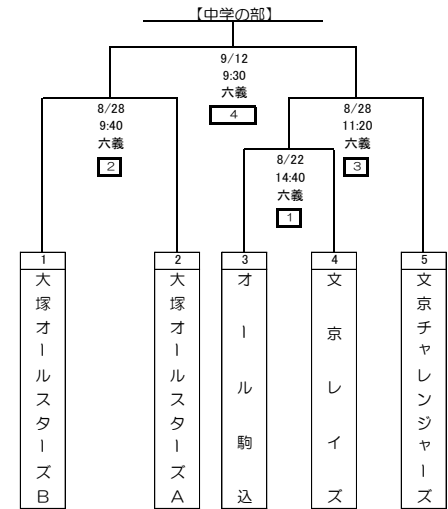 【中学の部】
9/12
9:30
六義
4
8/28
9:40
六義
2
8/28
11:20
六義
3
8/22
14:40
六義
1
1
大塚オールスターズB
2
大塚オールスターズA
3
オール駒込
4
文京レイズ
5
文京チャレンジャーズ